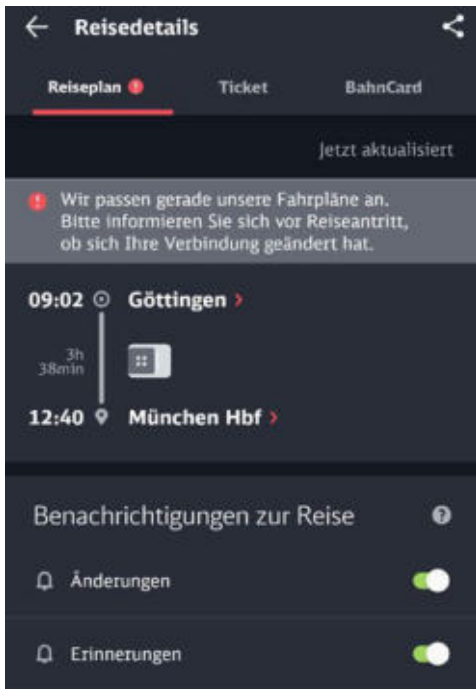 Reisedetails
Reiseplan Ticket BahnCard
Jetzt aktualisiert
Wir passen gerade unsere Fahrpläne an.
Bitte informieren Sie sich vor Reiseantritt,
ob sich Ihre Verbindung geändert hat.
09:02 Göttingen
3h
38min
12:40 München Hbf
Benachrichtigungen zur Reise
Änderungen
Erinnerungen